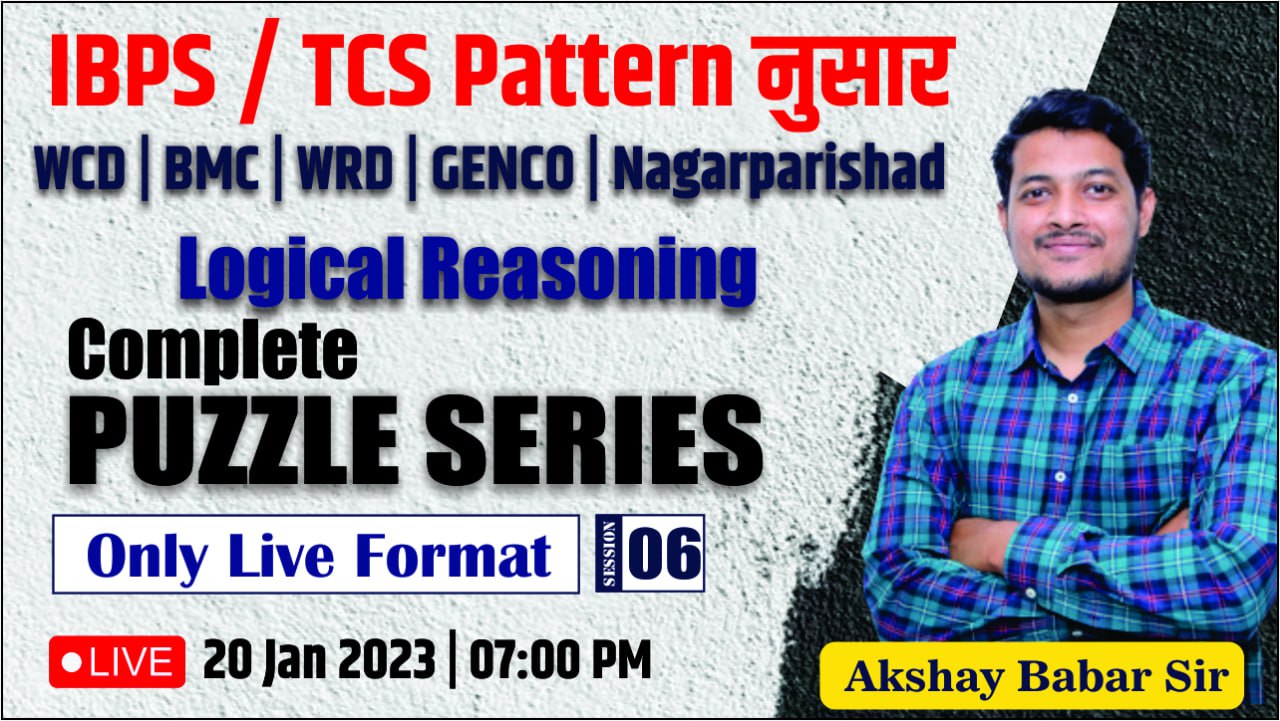 IBPS / TCS Pattern नुसार
WCD | BMC | WRD | GENCO | Nagarparishad
Logical Reasoning
Complete
PUZZLE SERIES
Only Live Format
SESSION 06
LIVE 20 Jan 2023 | 07:00 PM
Akshay Babar Sir